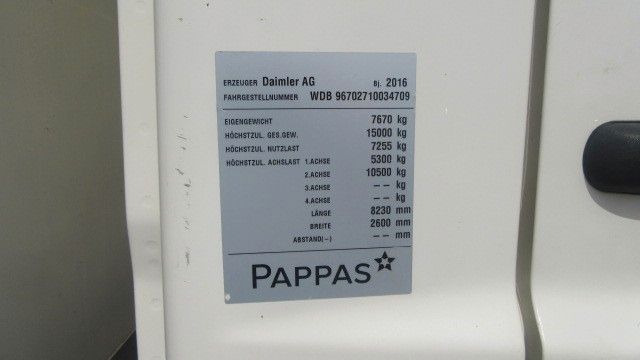 ERZEUGER Daimler AG Bj. 2016
FAHRGESTELLNUMMER WDB 96702710034709
EIGENGEWICHT 7670 kg
HÖCHSTZUL. GES.GEW. 15000 kg
HÖCHSTZUL. NUTZLAST 7255 kg
HÖCHSTZUL. ACHSLAST 1.ACHSE 5300 kg
2.ACHSE 10500 kg
3.ACHSE -- kg
4.ACHSE -- kg
LÄNGE 8230 mm
BREITE 2600 mm
ABSTAND(-) -- mm
PAPPAS